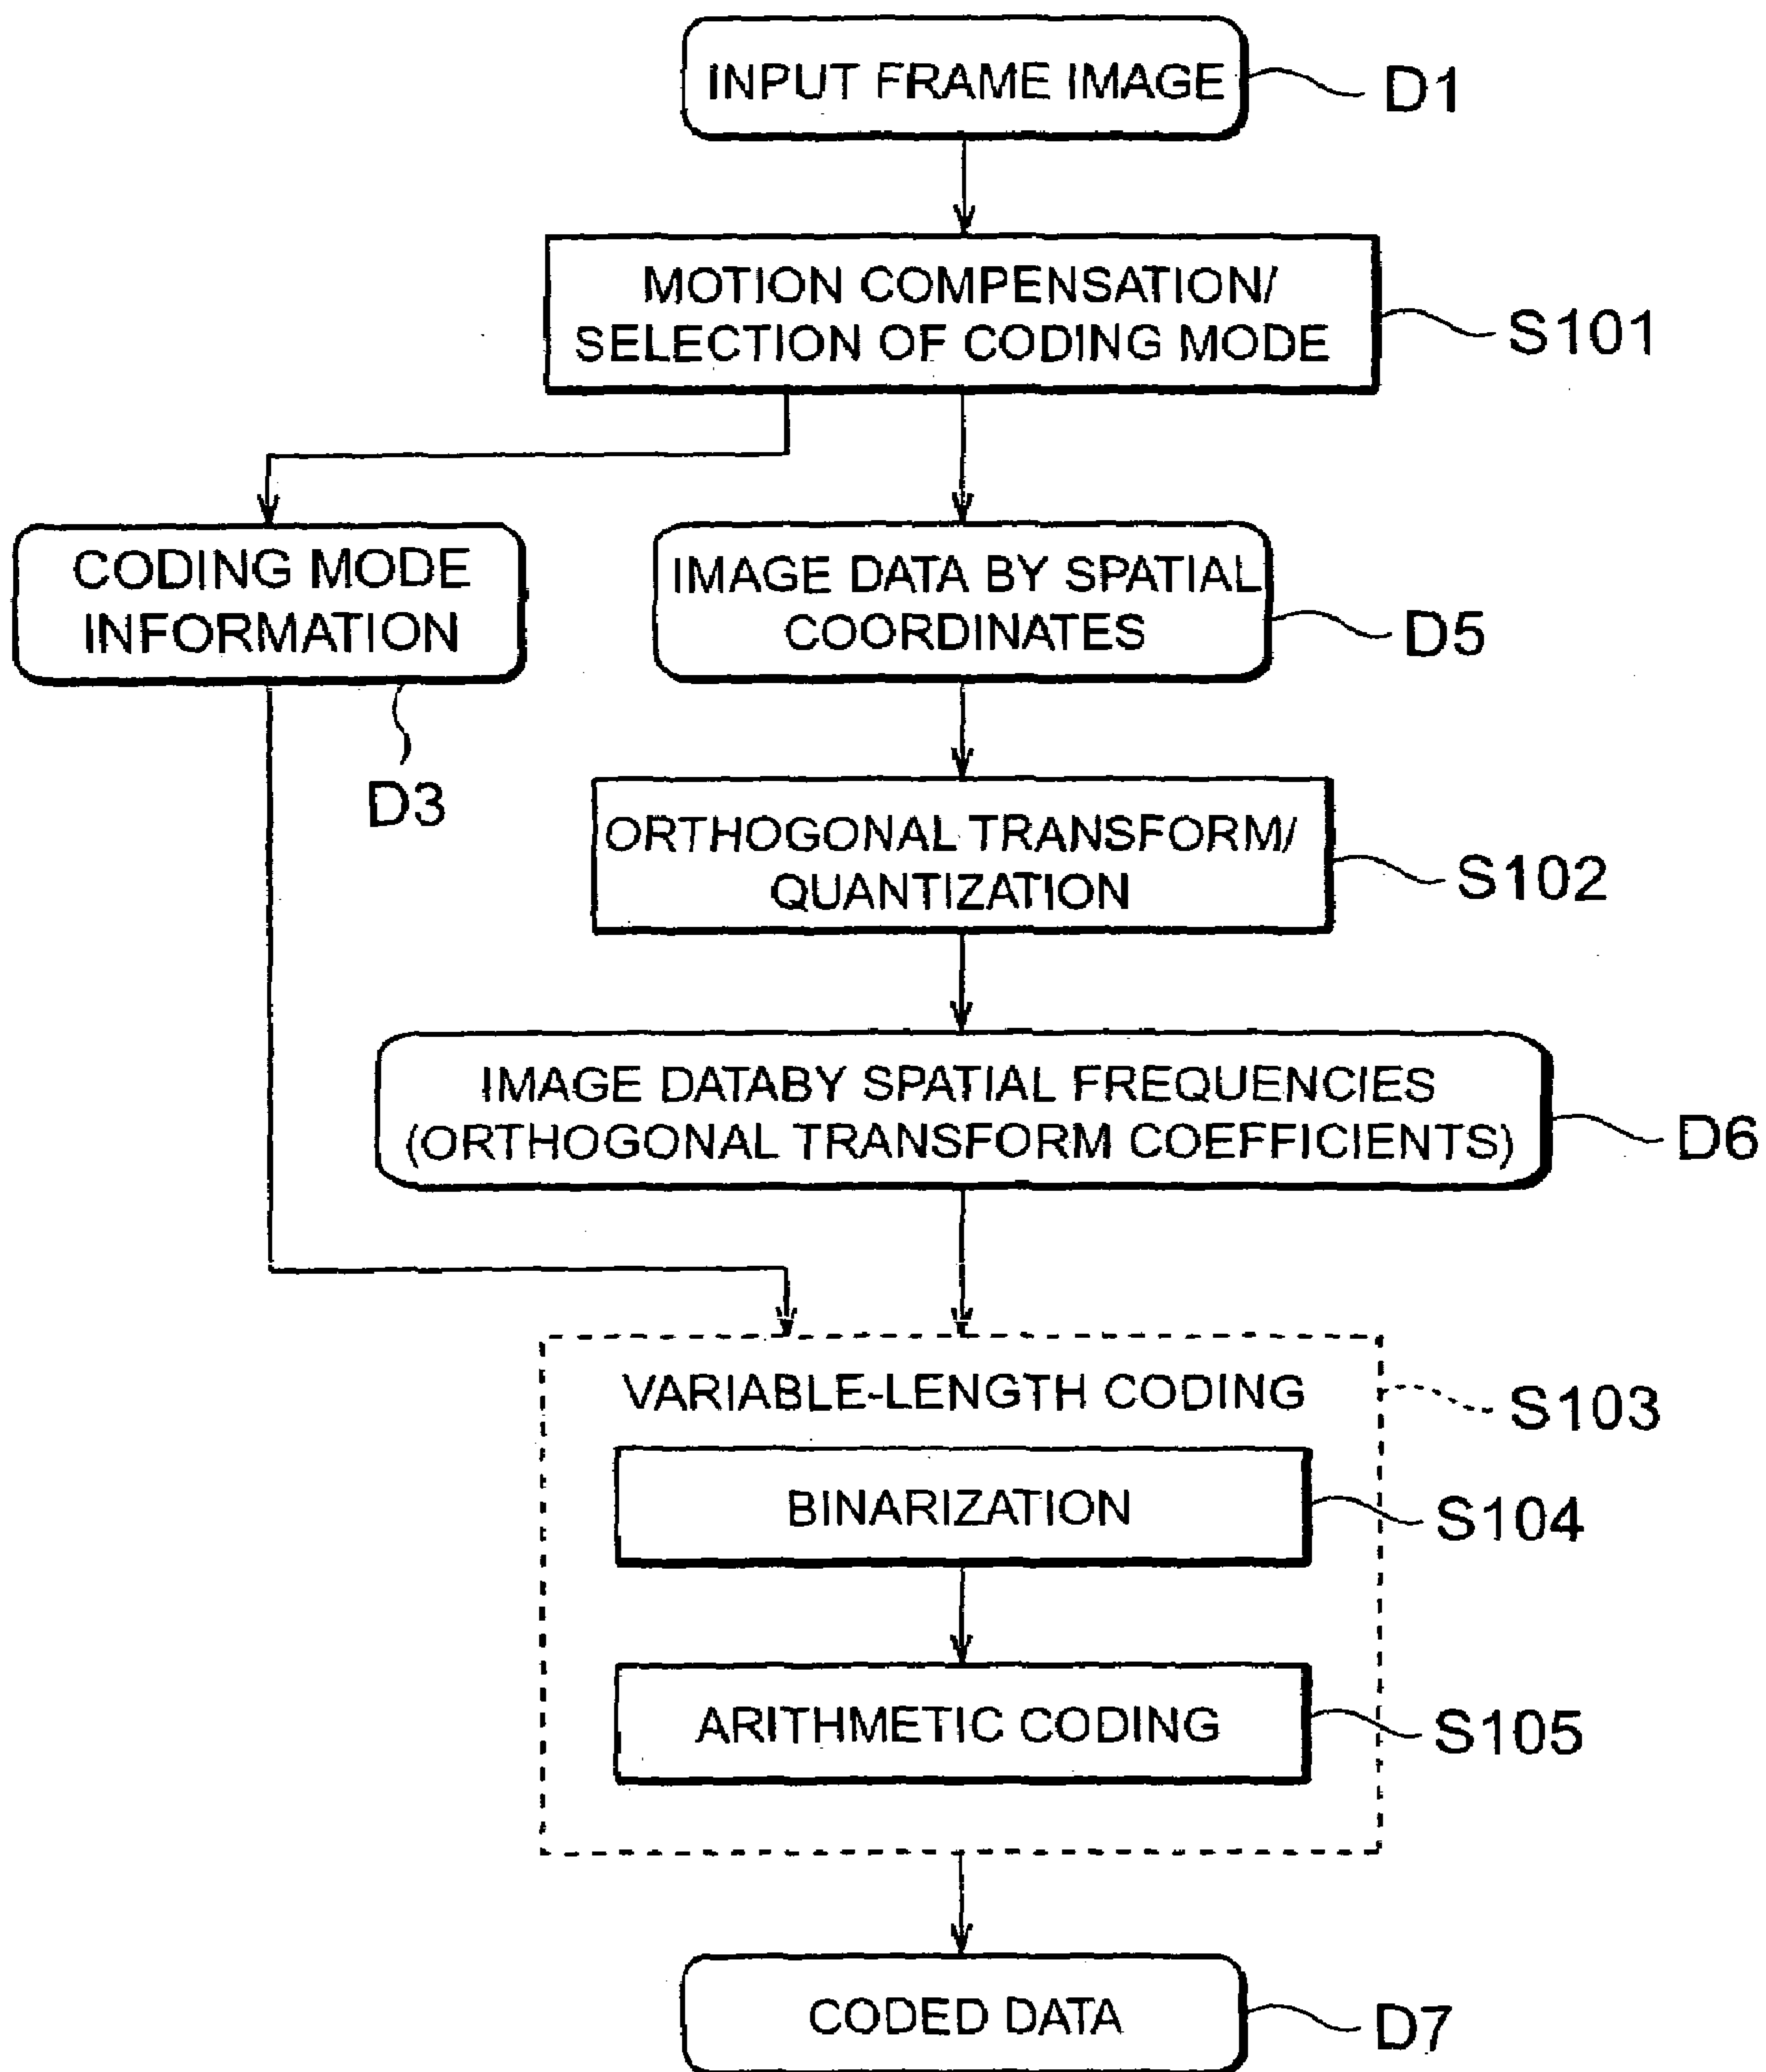 INPUT FRAME IMAGE
D1
MOTION COMPENSATION/
SELECTION OF CODING MODE
S101
CODING MODE
INFORMATION
D3
IMAGE DATA BY SPATIAL
COORDINATES
D5
ORTHOGONAL TRANSFORM/
QUANTIZATION
S102
IMAGE DATABY SPATIAL FREQUENCIES
(ORTHOGONAL TRANSFORM COEFFICIENTS)
D6
VARIABLE-LENGTH CODING
S103
BINARIZATION
S104
ARITHMETIC CODING
S105
CODED DATA
D7